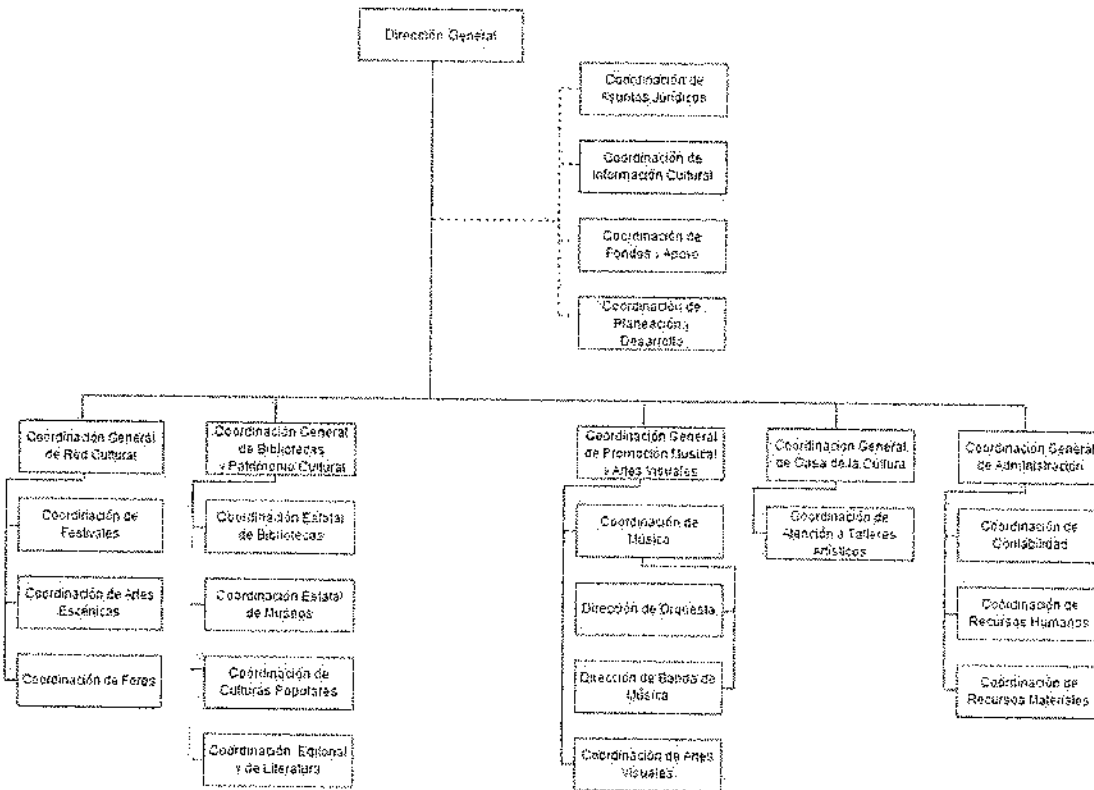 Dirección General
Coordinación de
Asuntos Jurídicos
Coordinación de
Información Cultural
Coordinación de
Fondos y Apoyo
Coordinación de
Planeación y
Desarrollo
Coordinación General
de Red Cultural
Coordinación de
Festivales
Coordinación de Artes
Escénicas
Coordinación de Foros
Coordinación General
de Bibliotecas
y Patrimonio Cultural
Coordinación Estatal
de Bibliotecas
Coordinación Estatal
de Museos
Coordinación de
Culturas Populares
Coordinación Editorial
y de Literatura
Coordinación General
de Promoción Musical
y Artes Visuales
Coordinación de
Música
Dirección de Orquesta
Dirección de Banda de
Música
Coordinación de Artes
Visuales
Coordinación General
de Casa de la Cultura
Coordinación de
Atención a Talleres
Artísticos
Coordinación General
de Administración
Coordinación de
Contabilidad
Coordinación de
Recursos Humanos
Coordinación de
Recursos Materiales